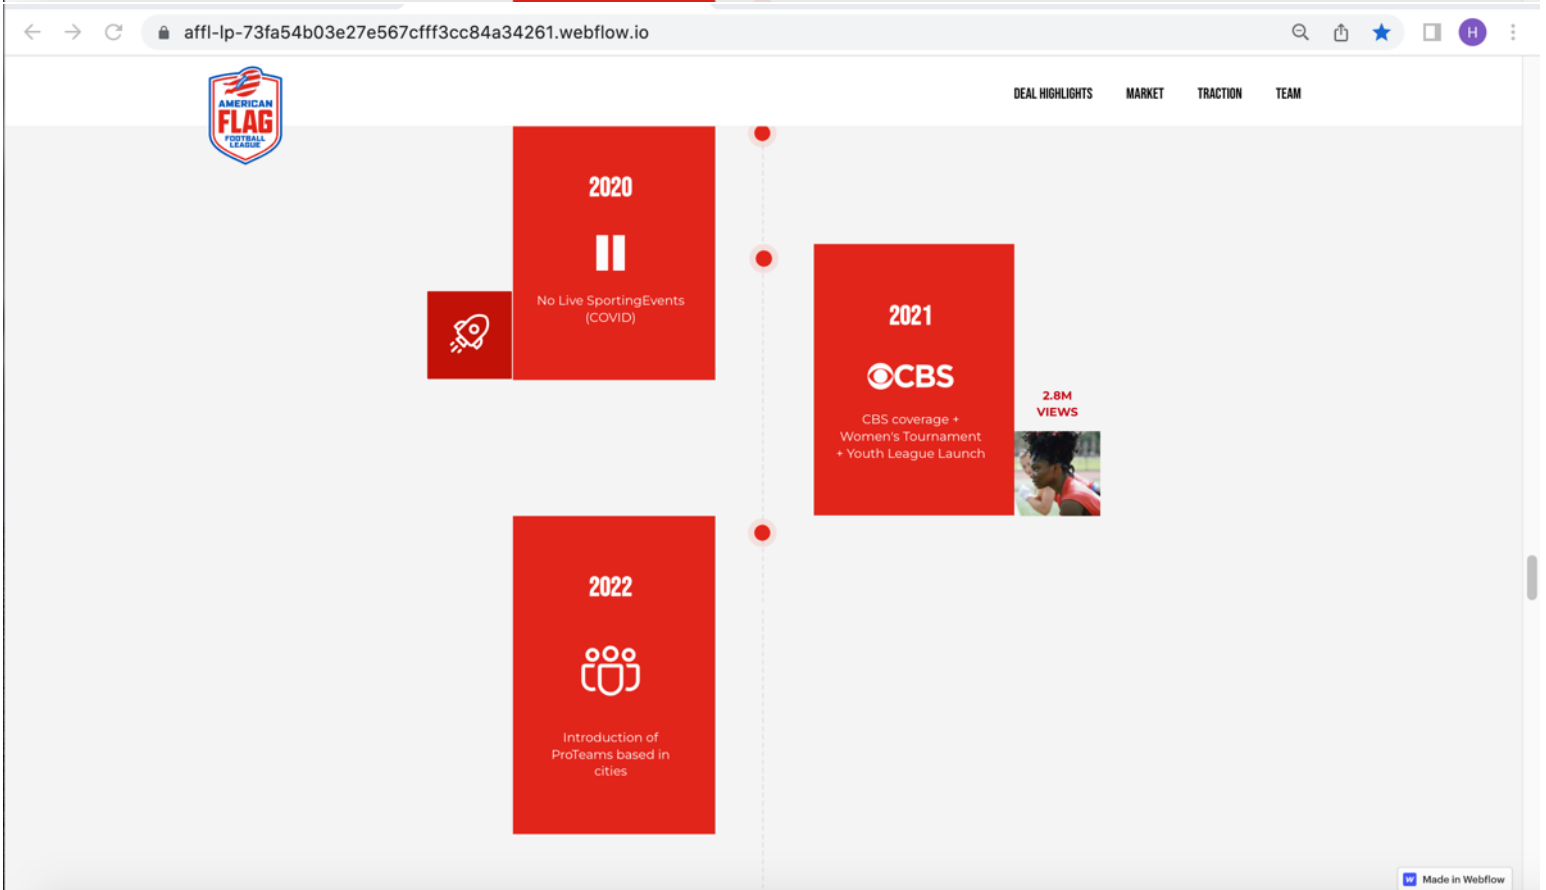 affl-lp-73fa54b03e27e567cfff3cc84a34261.webflow.io
H
AMERICAN
FLAG
FOOTBALL
LEAGUE
DEAL HIGHLIGHTS
MARKET
TRACTION
TEAM
2020
No Live SportingEvents
(COVID)
2021
CBS
CBS coverage +
Women's Tournament
+ Youth League Launch
2.8M
VIEWS
2022
Introduction of
ProTeams based in
cities
W Made in Webflow